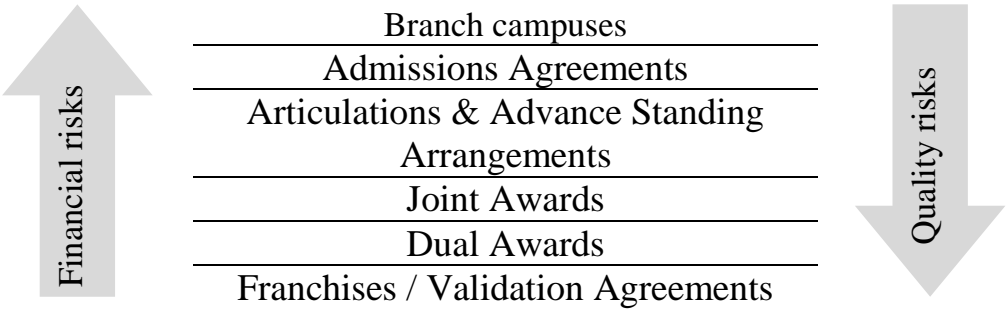 Financial risks
Branch campuses
Admissions Agreements
Articulations & Advance Standing
Arrangements
Joint Awards
Dual Awards
Franchises / Validation Agreements
Quality risks